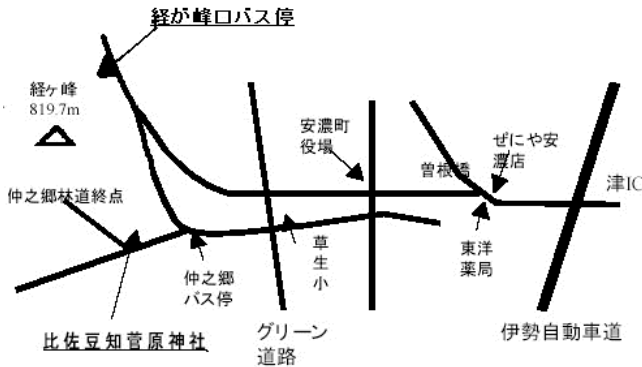 経が峰口バス停
経ヶ峰
819.7m
安濃町
役場
曽根橋
ぜにや安
濃店
津IC
仲之郷林道終点
仲之郷
バス停
草
生
小
東洋
薬局
比佐豆知菅原神社
グリーン
道路
伊勢自動車道